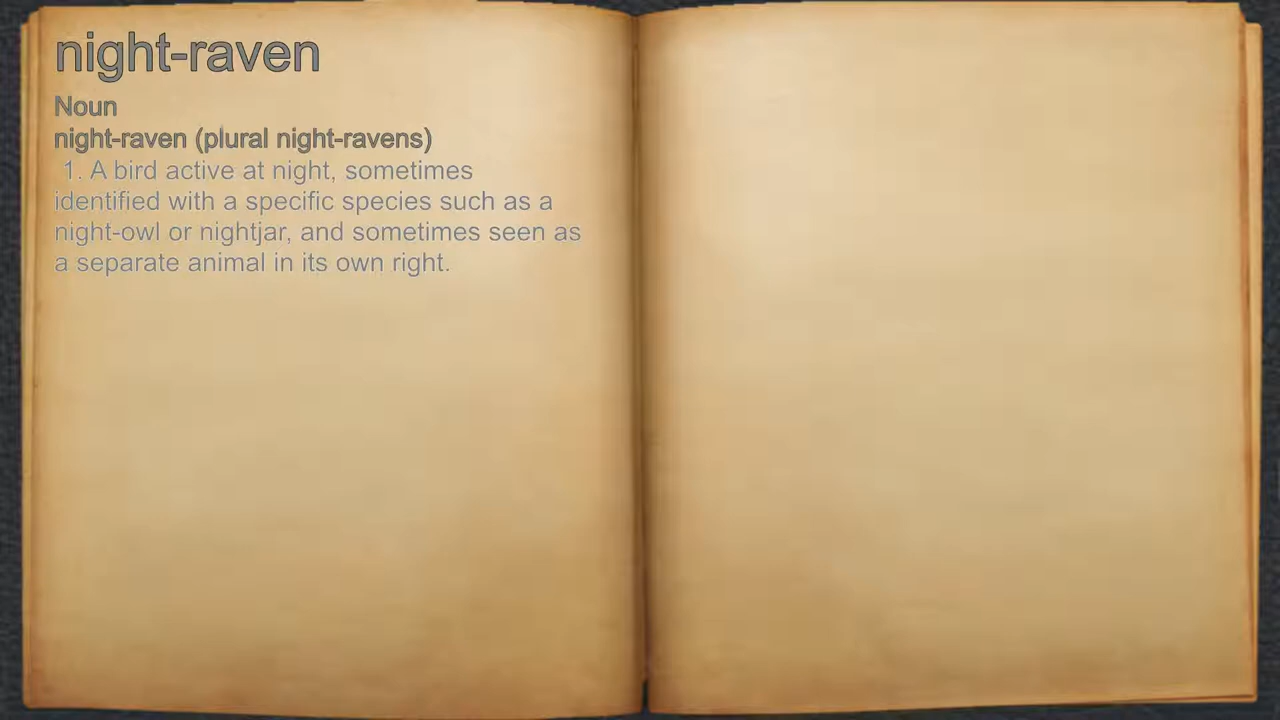 night-raven
Noun
night-raven (plural night-ravens)
1. A bird active at night, sometimes
identified with a specific species such as a
night-owl or nightjar, and sometimes seen as
a separate animal in its own right.